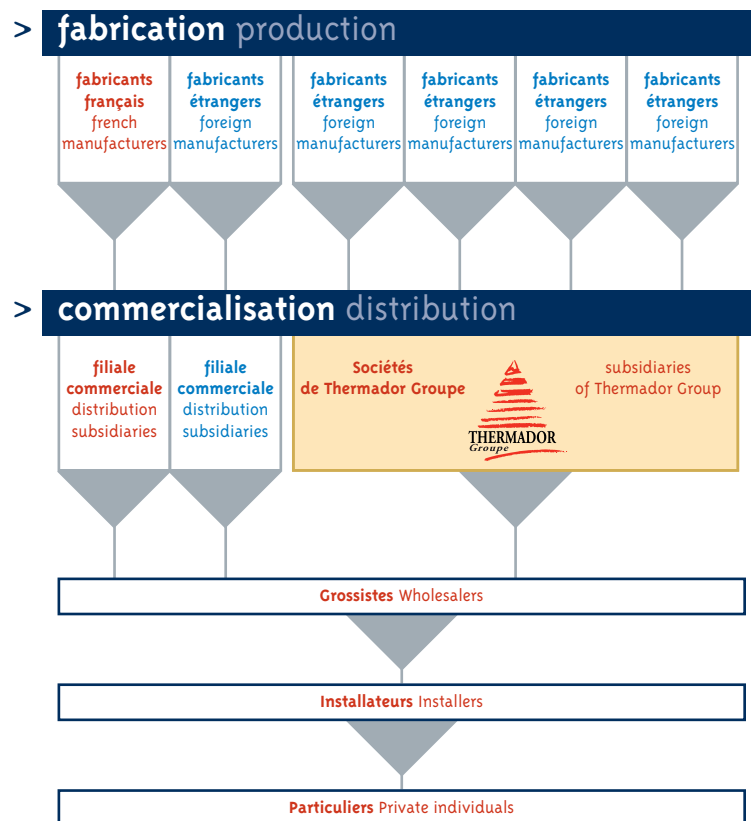 > fabrication production
fabricants
français
french
manufacturers
fabricants
étrangers
foreign
manufacturers
fabricants
étrangers
foreign
manufacturers
fabricants
étrangers
foreign
manufacturers
fabricants
étrangers
foreign
manufacturers
fabricants
étrangers
foreign
manufacturers
> commercialisation distribution
filiale
commerciale
distribution
subsidiaries
filiale
commerciale
distribution
subsidiaries
Sociétés
de Thermador Groupe
THERMADOR
Groupe
subsidiaries
of Thermador Group
Grossistes Wholesalers
Installateurs Installers
Particuliers Private individuals